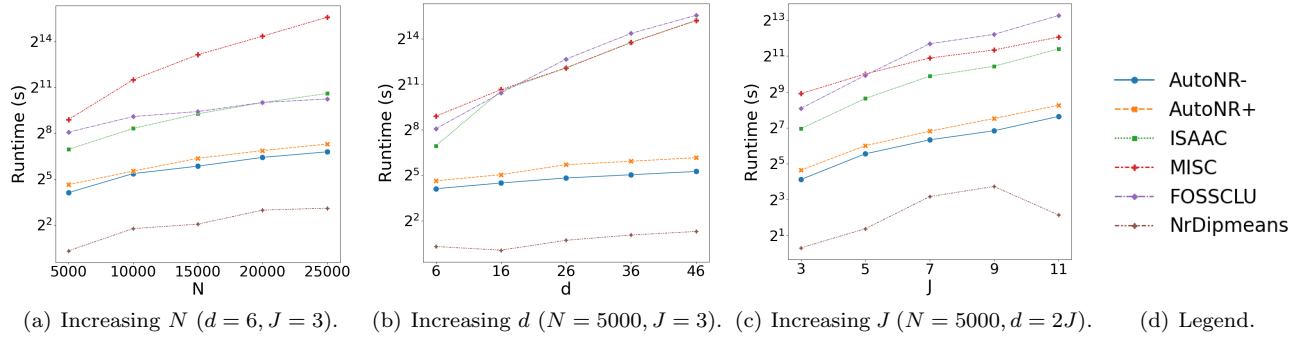 Runtime (s)
2^14
2^11
2^8
2^5
2^2
5000 10000 15000 20000 25000
N
(a) Increasing N (d = 6, J = 3).
Runtime (s)
2^14
2^11
2^8
2^5
2^2
6 16 26 36 46
d
(b) Increasing d (N = 5000, J = 3).
Runtime (s)
2^13
2^11
2^9
2^7
2^5
2^3
2^1
3 5 7 9 11
J
(c) Increasing J (N = 5000, d = 2J).
AutoNR-
AutoNR+
ISAAC
MISC
FOSSCLU
NrDipmeans
(d) Legend.